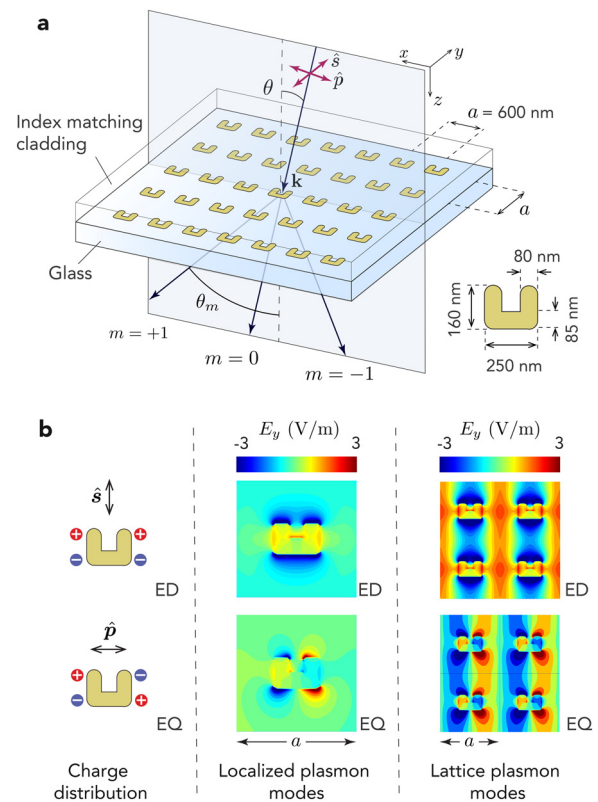 a
x
y
z
ŝ
p̂
θ
a = 600 nm
Index matching
cladding
k
a
Glass
80 nm
θm
160 nm
85 nm
m = +1
m = 0
m = −1
250 nm
b
Ey (V/m)
-3
3
Ey (V/m)
-3
3
ŝ
+
+
−
−
ED
ED
ED
p̂
+
−
−
+
EQ
EQ
EQ
a
a
Charge
distribution
Localized plasmon
modes
Lattice plasmon
modes